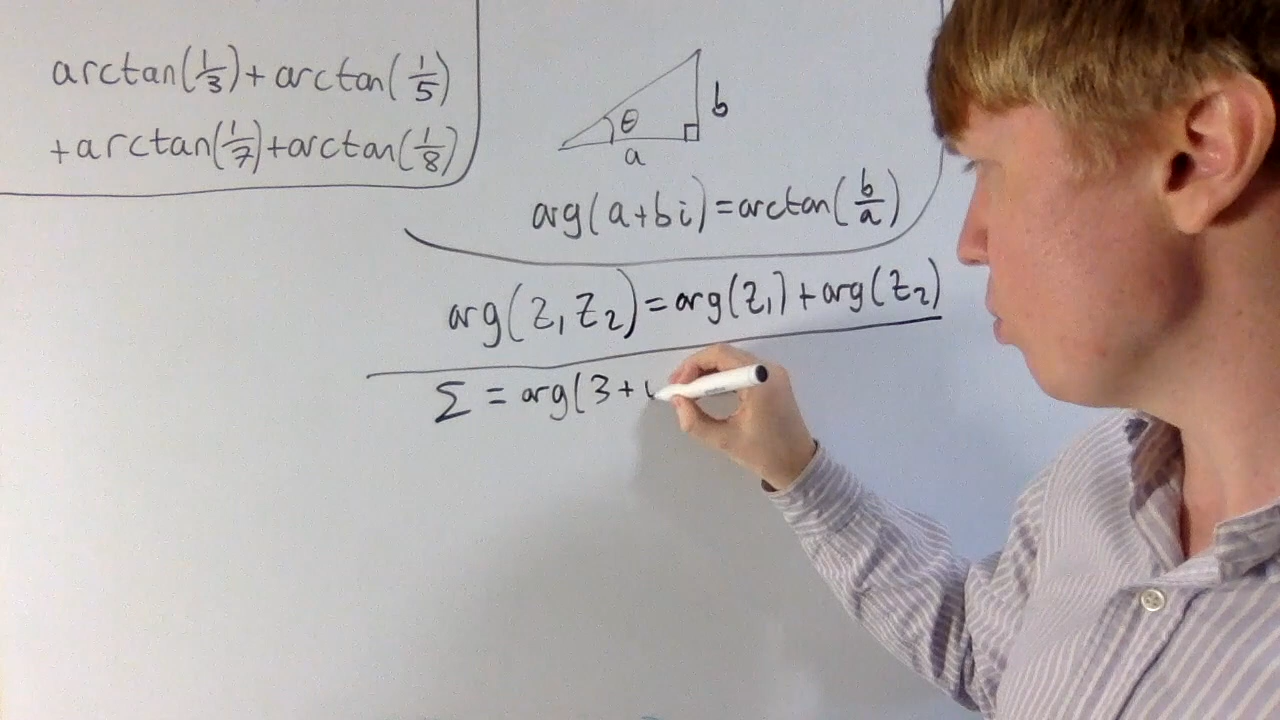 arctan(1/3)+arctan(1/5)
+arctan(1/7)+arctan(1/8)
b
θ
a
arg(a+bi)=arctan(b/a)
arg(z₁z₂)=arg(z₁)+arg(z₂)
Σ = arg(3+i